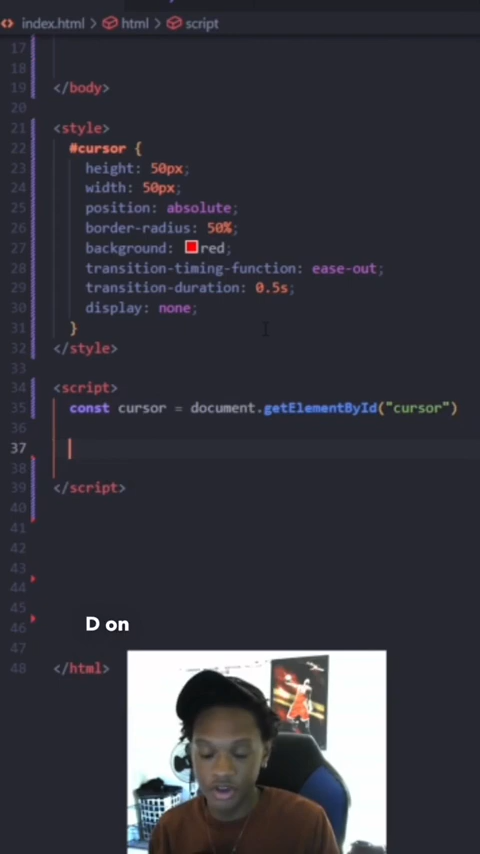 index.html > html > script
17
18
19 </body>
20
21 <style>
22 #cursor {
23 height: 50px;
24 width: 50px;
25 position: absolute;
26 border-radius: 50%;
27 background: red;
28 transition-timing-function: ease-out;
29 transition-duration: 0.5s;
30 display: none;
31 }
32 </style>
33
34 <script>
35 const cursor = document.getElementById("cursor")
36
37
38
39 </script>
40
41
42
43
44
45
46
47
48 </html>
D on